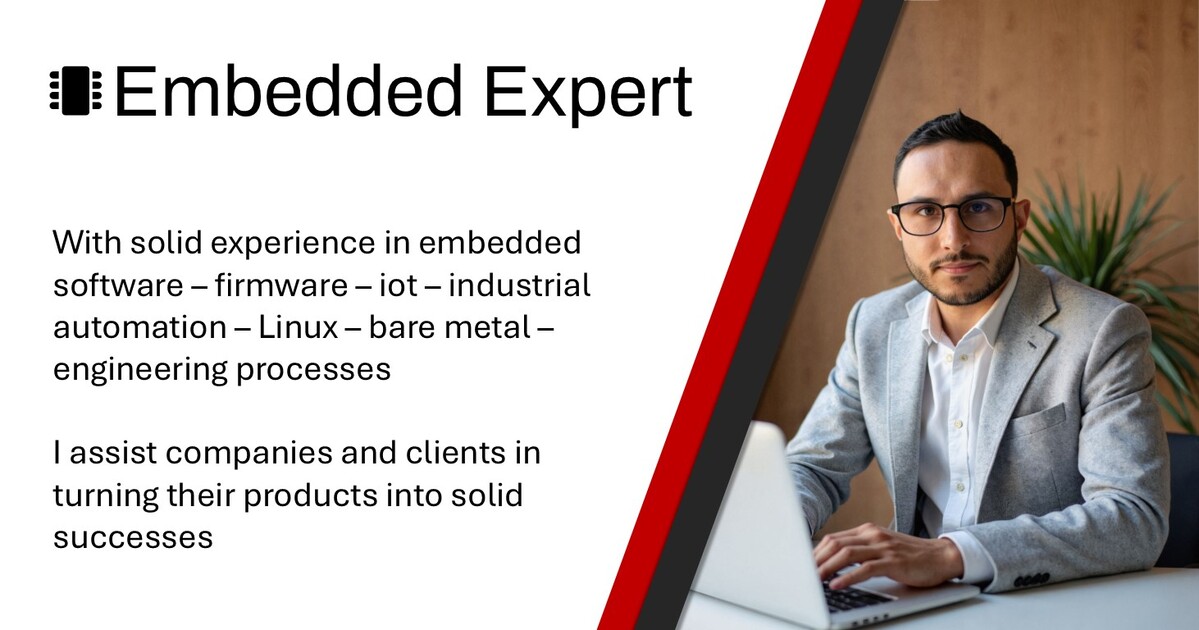 Embedded Expert
With solid experience in embedded
software – firmware – iot – industrial
automation – Linux – bare metal –
engineering processes
I assist companies and clients in
turning their products into solid
successes